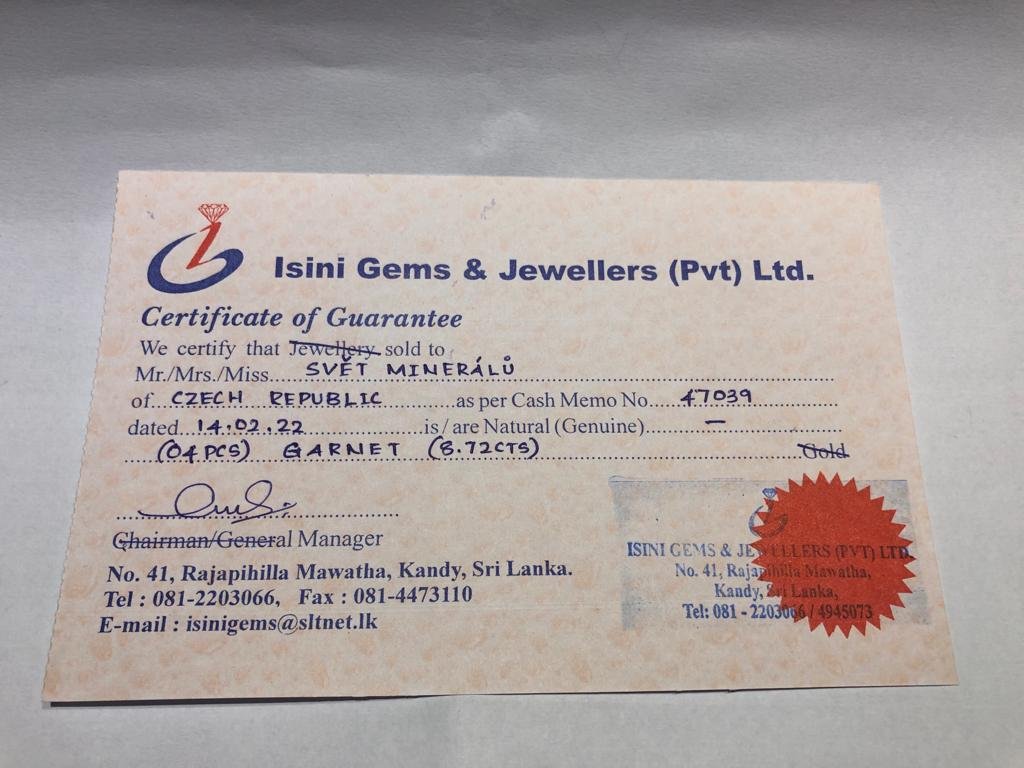 Isini Gems & Jewellers (Pvt) Ltd.
Certificate of Guarantee
We certify that Jewellery sold to
Mr./Mrs./Miss....SVĚT MINERÁLŮ
of...CZECH REPUBLIC...as per Cash Memo No....47039
dated...14.02.22...is/are Natural (Genuine)...—
(04PCS) GARNET (8.72CTS) Gold
Chairman/General Manager
No. 41, Rajapihilla Mawatha, Kandy, Sri Lanka.
Tel : 081-2203066, Fax : 081-4473110
E-mail : isinigems@sltnet.lk
ISINI GEMS & JEWELLERS (PVT) LTD.
No. 41, Rajapihilla Mawatha,
Kandy, Sri Lanka,
Tel: 081 - 2203066 / 4945073